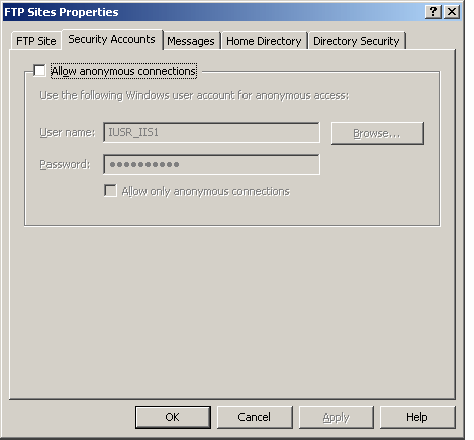 FTP Sites Properties
FTP Site Security Accounts Messages Home Directory Directory Security
Allow anonymous connections
Use the following Windows user account for anonymous access:
User name: IUSR_IIS1 Browse...
Password: ●●●●●●●●●●
Allow only anonymous connections
OK Cancel Apply Help